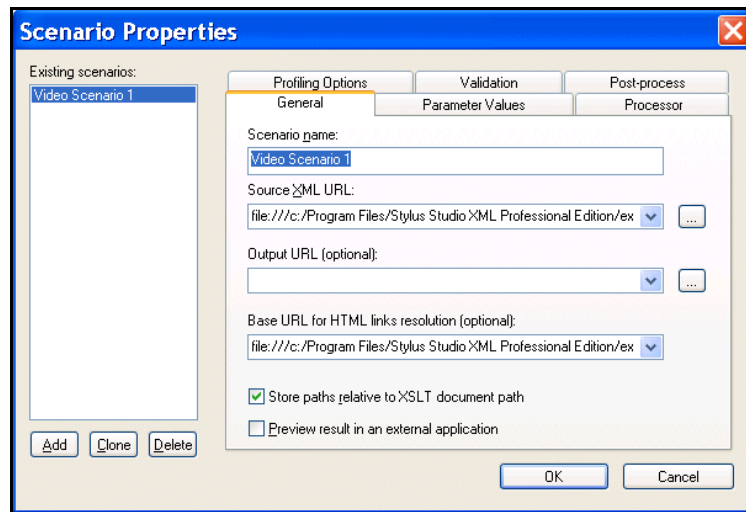 Scenario Properties
Existing scenarios:
Video Scenario 1
Profiling Options
Validation
Post-process
General
Parameter Values
Processor
Scenario name:
Video Scenario 1
Source XML URL:
file:///c:/Program Files/Stylus Studio XML Professional Edition/ex
...
Output URL (optional):
...
Base URL for HTML links resolution (optional):
file:///c:/Program Files/Stylus Studio XML Professional Edition/ex
Store paths relative to XSLT document path
Preview result in an external application
Add
Clone
Delete
OK
Cancel